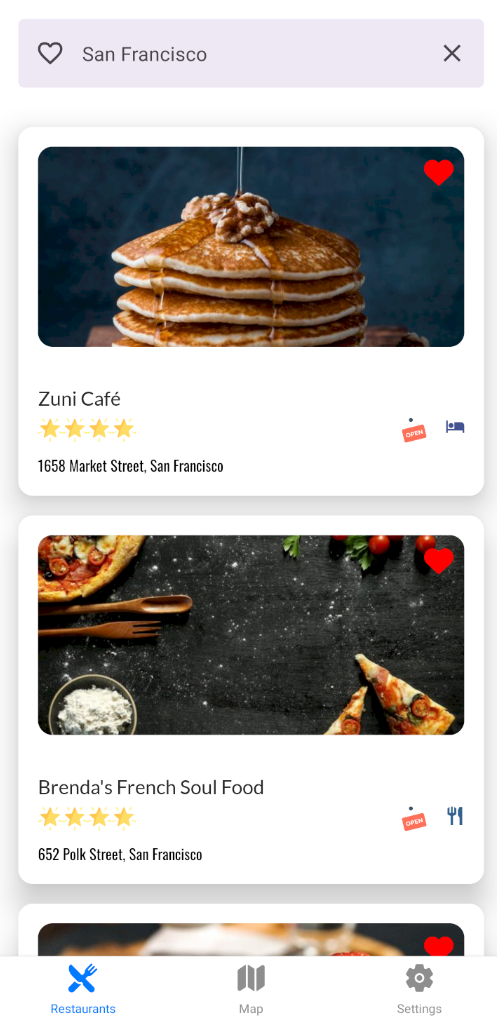 San Francisco
Zuni Café
OPEN
1658 Market Street, San Francisco
Brenda's French Soul Food
OPEN
652 Polk Street, San Francisco
Restaurants
Map
Settings